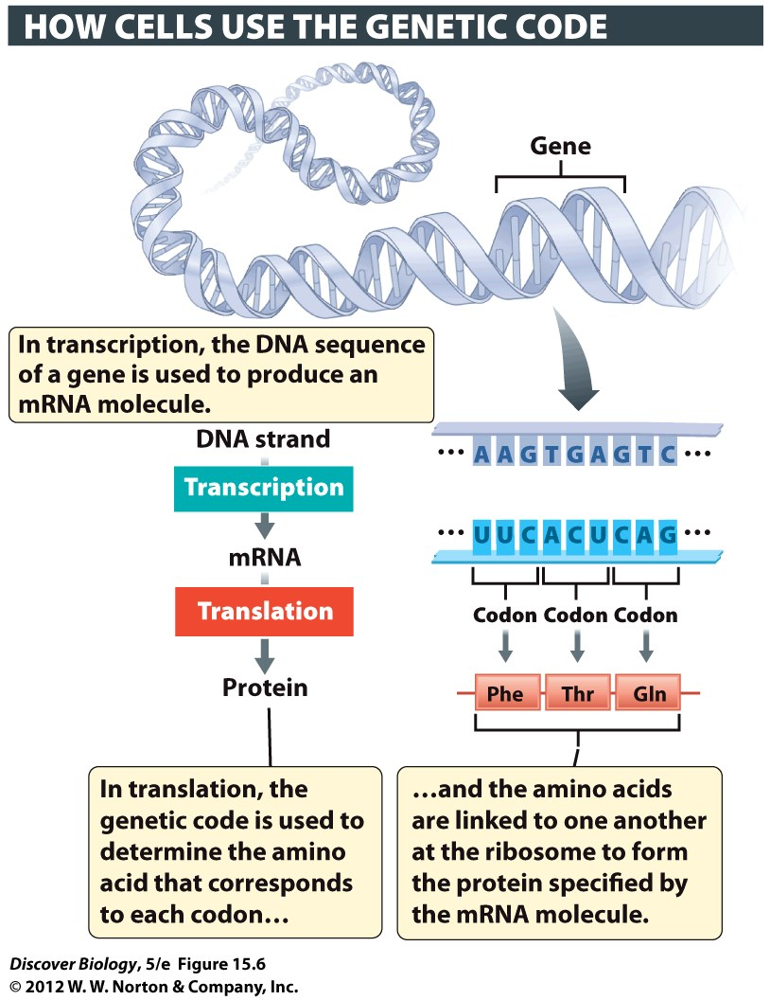 HOW CELLS USE THE GENETIC CODE
Gene
In transcription, the DNA sequence
of a gene is used to produce an
mRNA molecule.
DNA strand
Transcription
mRNA
Translation
Protein
... A A G T G A G T C ...
... U U C A C U C A G ...
Codon Codon Codon
Phe Thr Gln
In translation, the
genetic code is used to
determine the amino
acid that corresponds
to each codon...
...and the amino acids
are linked to one another
at the ribosome to form
the protein specified by
the mRNA molecule.
Discover Biology, 5/e Figure 15.6
© 2012 W. W. Norton & Company, Inc.